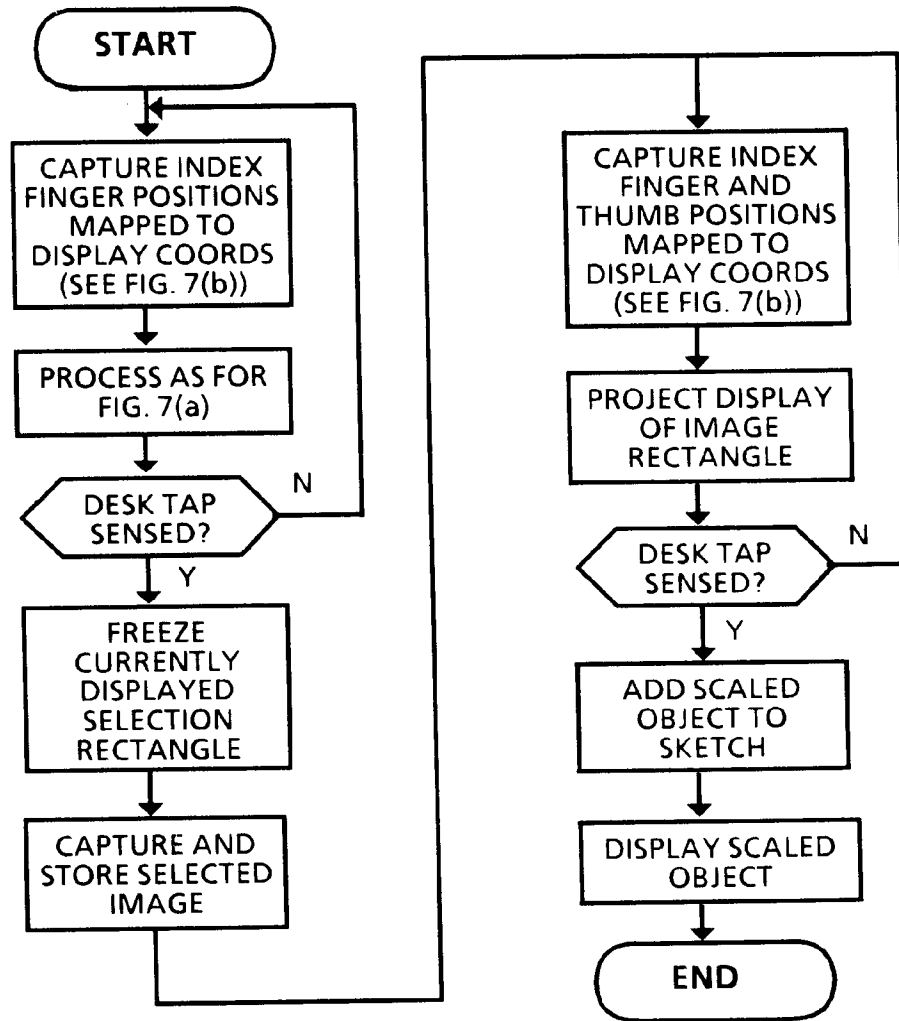 START
CAPTURE INDEX
FINGER POSITIONS
MAPPED TO
DISPLAY COORDS
(SEE FIG. 7(b))
PROCESS AS FOR
FIG. 7(a)
DESK TAP
SENSED?
N
Y
FREEZE
CURRENTLY
DISPLAYED
SELECTION
RECTANGLE
CAPTURE AND
STORE SELECTED
IMAGE
CAPTURE INDEX
FINGER AND
THUMB POSITIONS
MAPPED TO
DISPLAY COORDS
(SEE FIG. 7(b))
PROJECT DISPLAY
OF IMAGE
RECTANGLE
DESK TAP
SENSED?
N
Y
ADD SCALED
OBJECT TO
SKETCH
DISPLAY SCALED
OBJECT
END